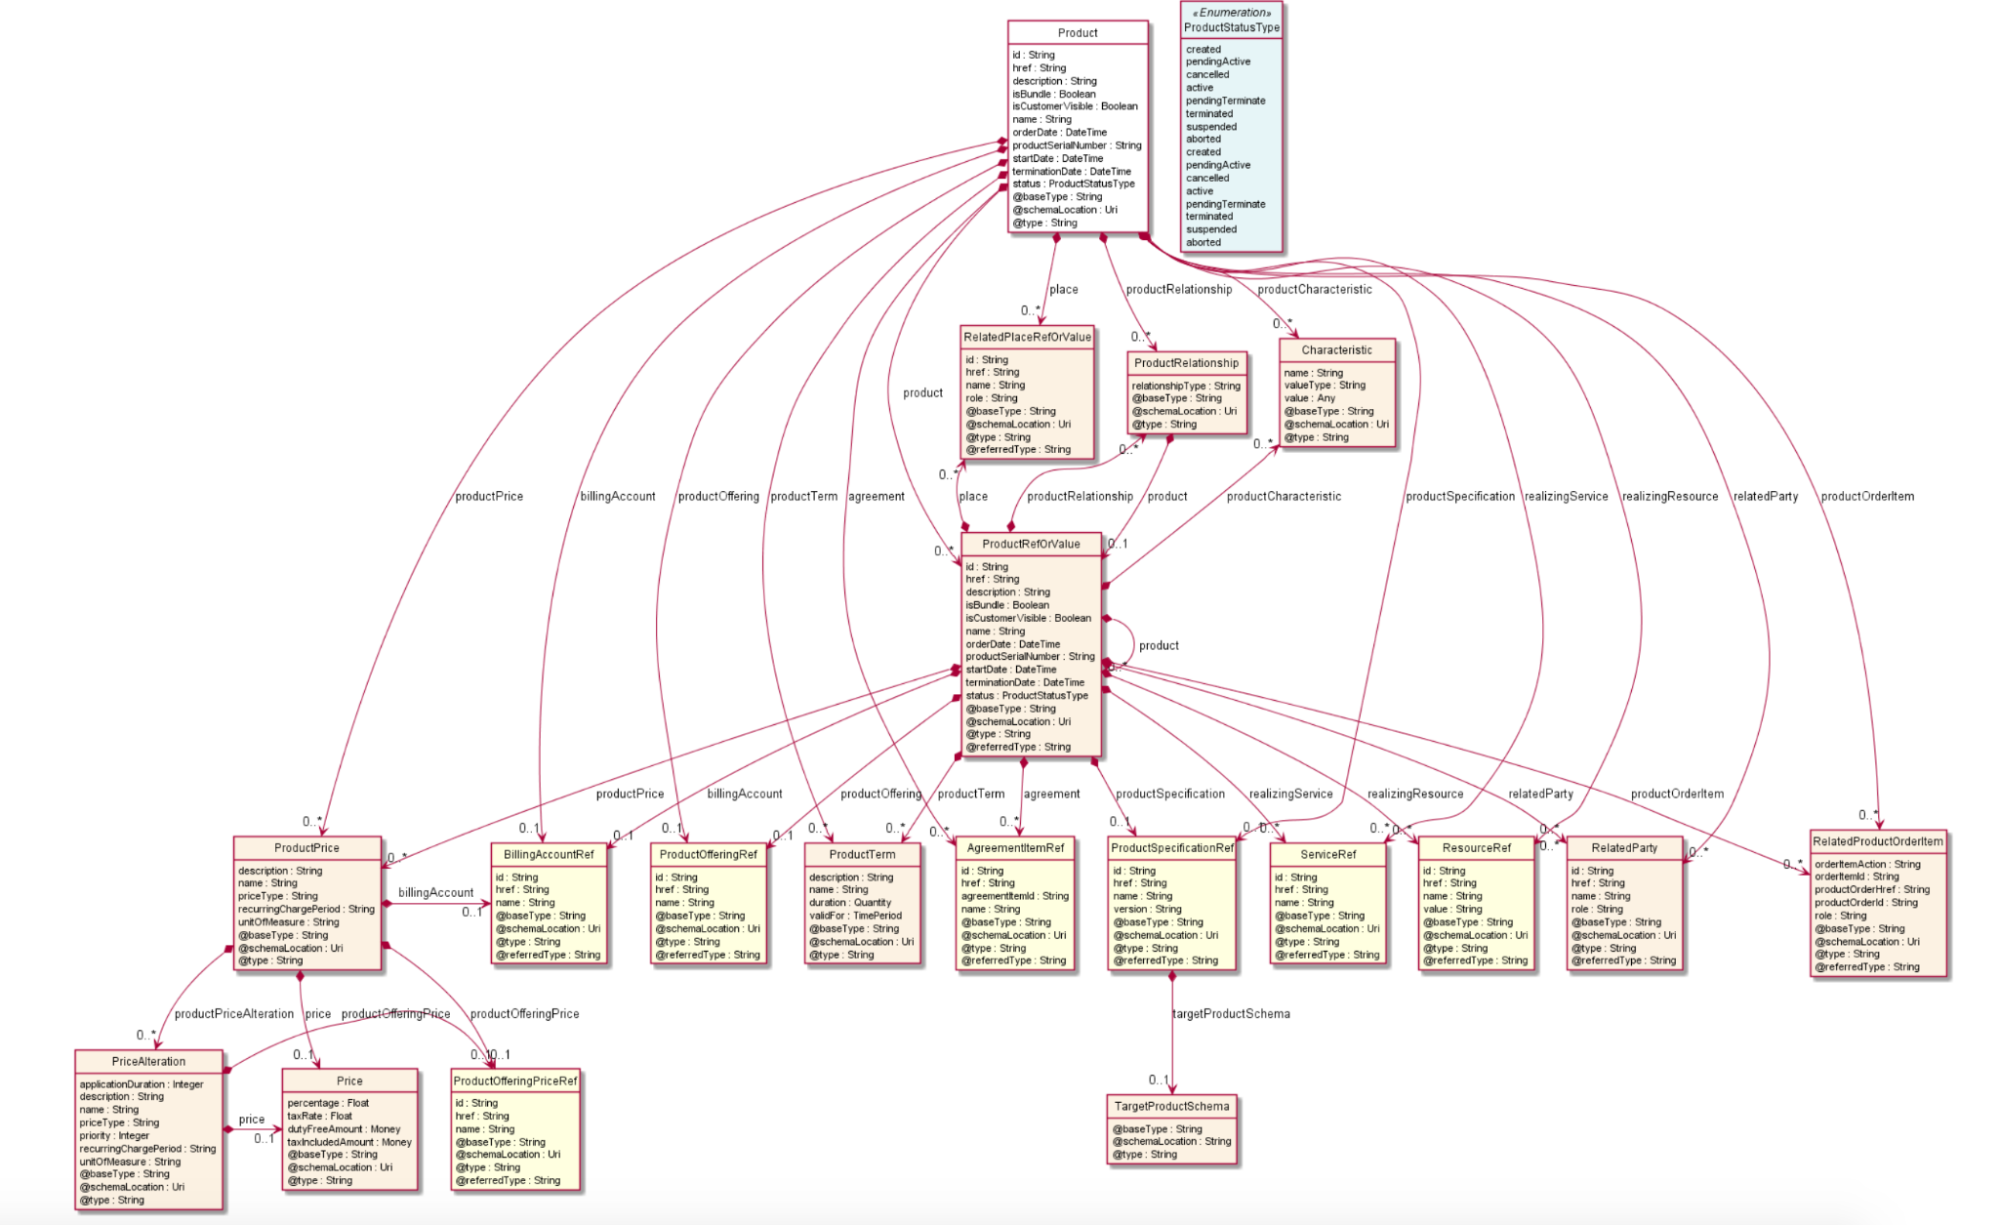 Product
id : String
href : String
description : String
isBundle : Boolean
isCustomerVisible : Boolean
name : String
orderDate : DateTime
productSerialNumber : String
startDate : DateTime
terminationDate : DateTime
status : ProductStatusType
@baseType : String
@schemaLocation : Uri
@type : String
«Enumeration»
ProductStatusType
created
pendingActive
cancelled
active
pendingTerminate
terminated
suspended
aborted
created
pendingActive
cancelled
active
pendingTerminate
terminated
suspended
aborted
place
productRelationship
productCharacteristic
0..*
0..*
0..*
RelatedPlaceRefOrValue
id : String
href : String
name : String
role : String
@baseType : String
@schemaLocation : Uri
@type : String
@referredType : String
ProductRelationship
relationshipType : String
@baseType : String
@schemaLocation : Uri
@type : String
Characteristic
name : String
valueType : String
value : Any
@baseType : String
@schemaLocation : Uri
@type : String
product
0..*
0..*
0..*
productPrice
billingAccount
productOffering
productTerm
agreement
place
productRelationship
product
productCharacteristic
productSpecification
realizingService
realizingResource
relatedParty
productOrderItem
0..*
0..1
ProductRefOrValue
id : String
href : String
description : String
isBundle : Boolean
isCustomerVisible : Boolean
name : String
orderDate : DateTime
productSerialNumber : String
startDate : DateTime
terminationDate : DateTime
status : ProductStatusType
@baseType : String
@schemaLocation : Uri
@type : String
@referredType : String
product
0..*
productPrice
billingAccount
productOffering
productTerm
agreement
productSpecification
realizingService
realizingResource
relatedParty
productOrderItem
0..*
0..*
0..1
0..1
0..1
0..1
0..*
0..*
0..*
0..*
0..1
0..1
0..*
0..*
0..*
0..*
0..*
0..*
0..*
0..*
ProductPrice
description : String
name : String
priceType : String
recurringChargePeriod : String
unitOfMeasure : String
@baseType : String
@schemaLocation : Uri
@type : String
billingAccount
0..1
BillingAccountRef
id : String
href : String
name : String
@baseType : String
@schemaLocation : Uri
@type : String
@referredType : String
ProductOfferingRef
id : String
href : String
name : String
@baseType : String
@schemaLocation : Uri
@type : String
@referredType : String
ProductTerm
description : String
name : String
duration : Quantity
validFor : TimePeriod
@baseType : String
@schemaLocation : Uri
@type : String
AgreementItemRef
id : String
href : String
agreementItemId : String
name : String
@baseType : String
@schemaLocation : Uri
@type : String
@referredType : String
ProductSpecificationRef
id : String
href : String
name : String
version : String
@baseType : String
@schemaLocation : Uri
@type : String
@referredType : String
ServiceRef
id : String
href : String
name : String
@baseType : String
@schemaLocation : Uri
@type : String
@referredType : String
ResourceRef
id : String
href : String
name : String
value : String
@baseType : String
@schemaLocation : Uri
@type : String
@referredType : String
RelatedParty
id : String
href : String
name : String
role : String
@baseType : String
@schemaLocation : Uri
@type : String
@referredType : String
RelatedProductOrderItem
orderItemAction : String
orderItemId : String
productOrderHref : String
productOrderId : String
role : String
@baseType : String
@schemaLocation : Uri
@type : String
@referredType : String
productPriceAlteration
price
productOfferingPrice
productOfferingPrice
targetProductSchema
0..*
0..1
0..1
0..1
0..1
PriceAlteration
applicationDuration : Integer
description : String
name : String
priceType : String
priority : Integer
recurringChargePeriod : String
unitOfMeasure : String
@baseType : String
@schemaLocation : Uri
@type : String
price
0..1
Price
percentage : Float
taxRate : Float
dutyFreeAmount : Money
taxIncludedAmount : Money
@baseType : String
@schemaLocation : Uri
@type : String
ProductOfferingPriceRef
id : String
href : String
name : String
@baseType : String
@schemaLocation : Uri
@type : String
@referredType : String
TargetProductSchema
@baseType : String
@schemaLocation : String
@type : String